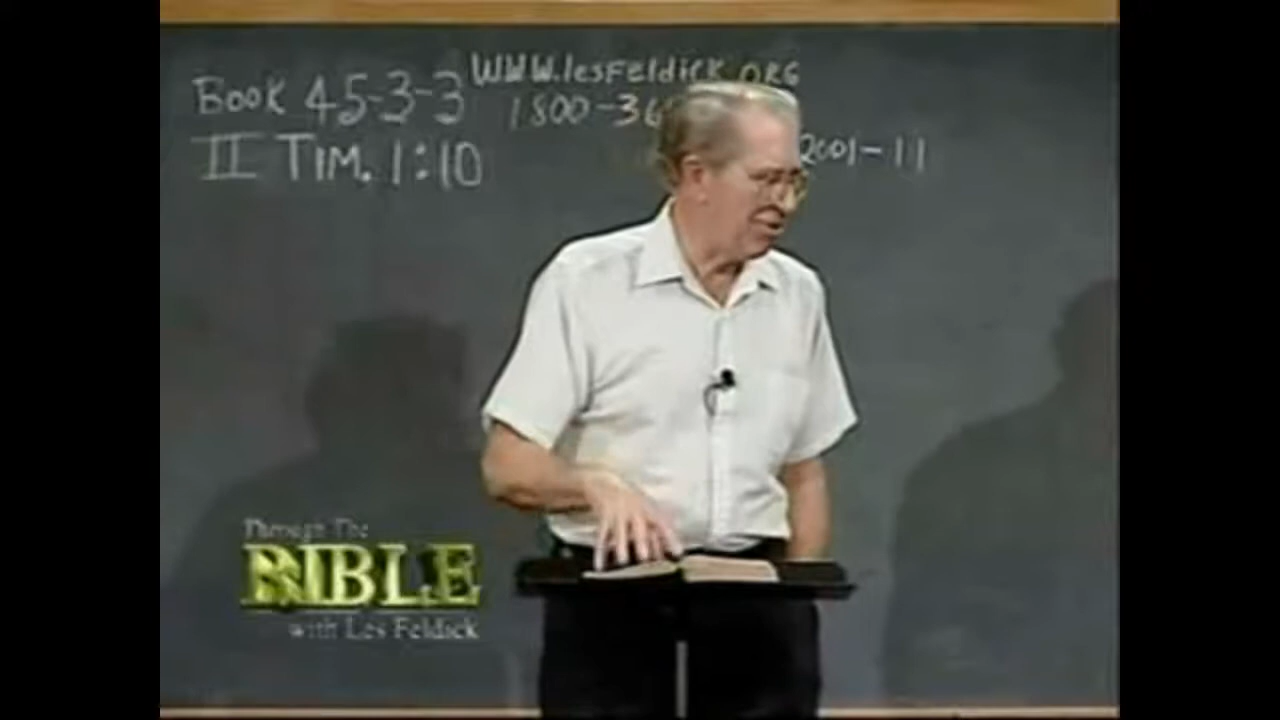 WWW.lesFeldick.ORG
Book 45-3-3
1800-36
II TIM. 1:10
2001-11
Through The
BIBLE
with Les Feldick